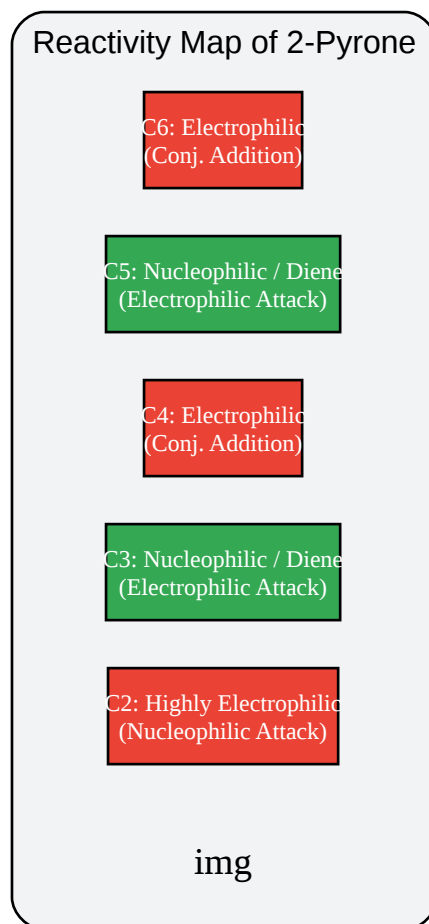 Reactivity Map of 2-Pyrone
C6: Electrophilic
(Conj. Addition)
C5: Nucleophilic / Diene
(Electrophilic Attack)
C4: Electrophilic
(Conj. Addition)
C3: Nucleophilic / Diene
(Electrophilic Attack)
C2: Highly Electrophilic
(Nucleophilic Attack)
img